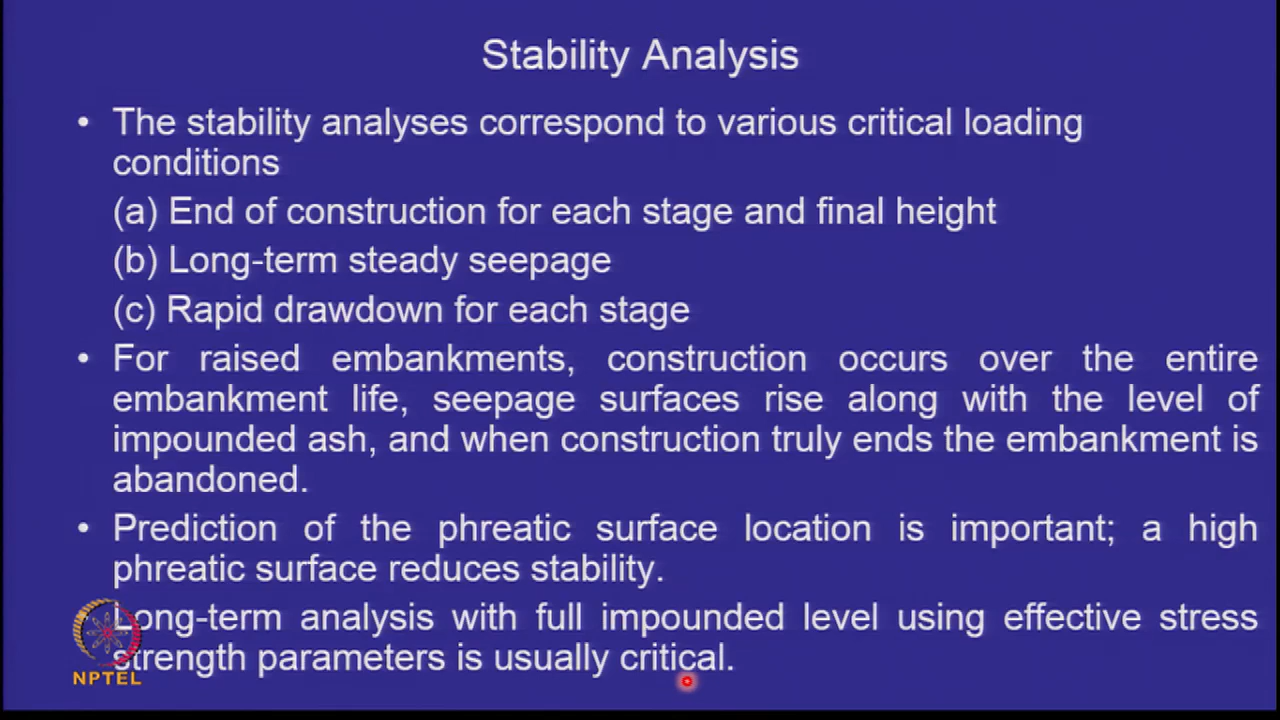 Stability Analysis
• The stability analyses correspond to various critical loading
conditions
(a) End of construction for each stage and final height
(b) Long-term steady seepage
(c) Rapid drawdown for each stage
• For raised embankments, construction occurs over the entire
embankment life, seepage surfaces rise along with the level of
impounded ash, and when construction truly ends the embankment is
abandoned.
• Prediction of the phreatic surface location is important; a high
phreatic surface reduces stability.
Long-term analysis with full impounded level using effective stress
strength parameters is usually critical.
NPTEL